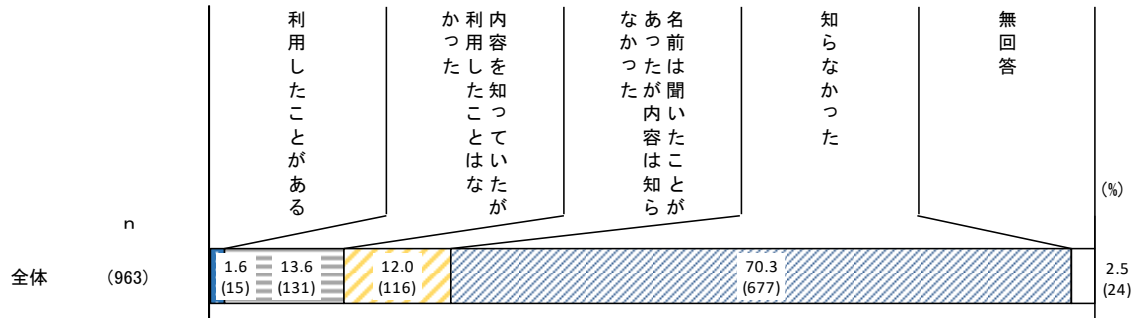 利用したことがある
内容を知っていたが
利用したことはな
かった
名前は聞いたことが
あったが内容は知ら
なかった
知らなかった
無回答
(%)
n
全体 (963)
1.6 13.6 12.0 70.3 2.5
(15) (131) (116) (677) (24)